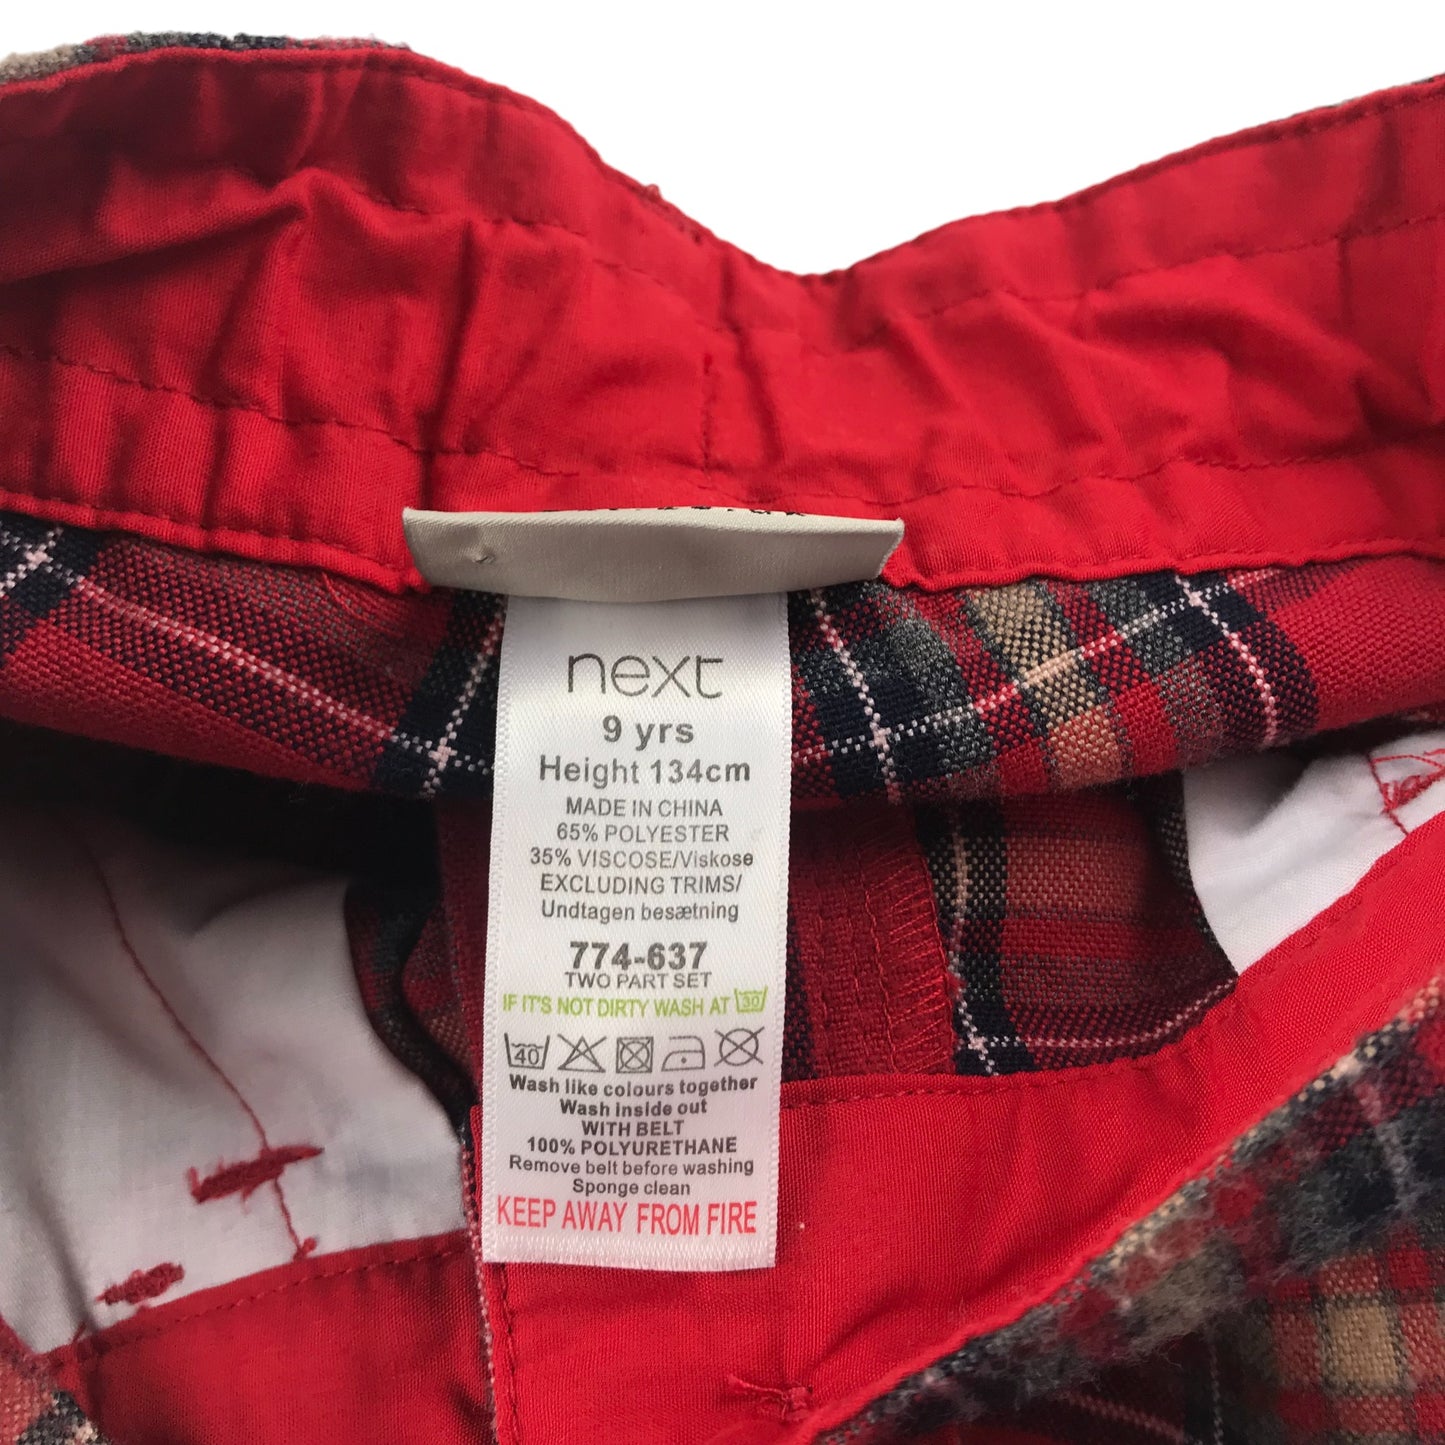 next
9 yrs
Height 134cm
MADE IN CHINA
65% POLYESTER
35% VISCOSE/Viskose
EXCLUDING TRIMS/
Undtagen besætning
774-637
TWO PART SET
IF IT'S NOT DIRTY WASH AT 30
40
Wash like colours together
Wash inside out
WITH BELT
100% POLYURETHANE
Remove belt before washing
Sponge clean
KEEP AWAY FROM FIRE